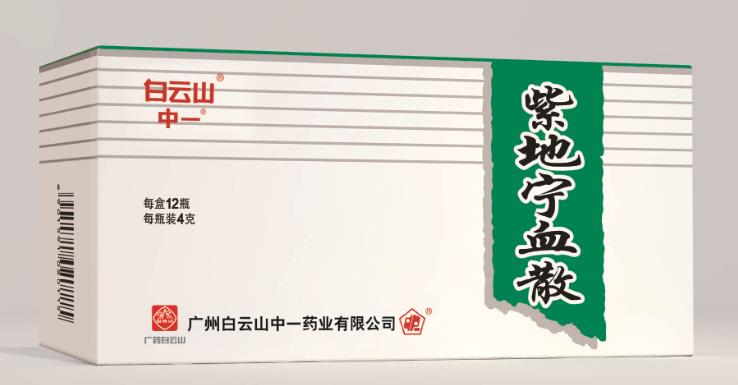 白云山®
中一®
紫地宁血散
每盒12瓶
每瓶装4克
广州白云山中一药业有限公司
®
广药白云山